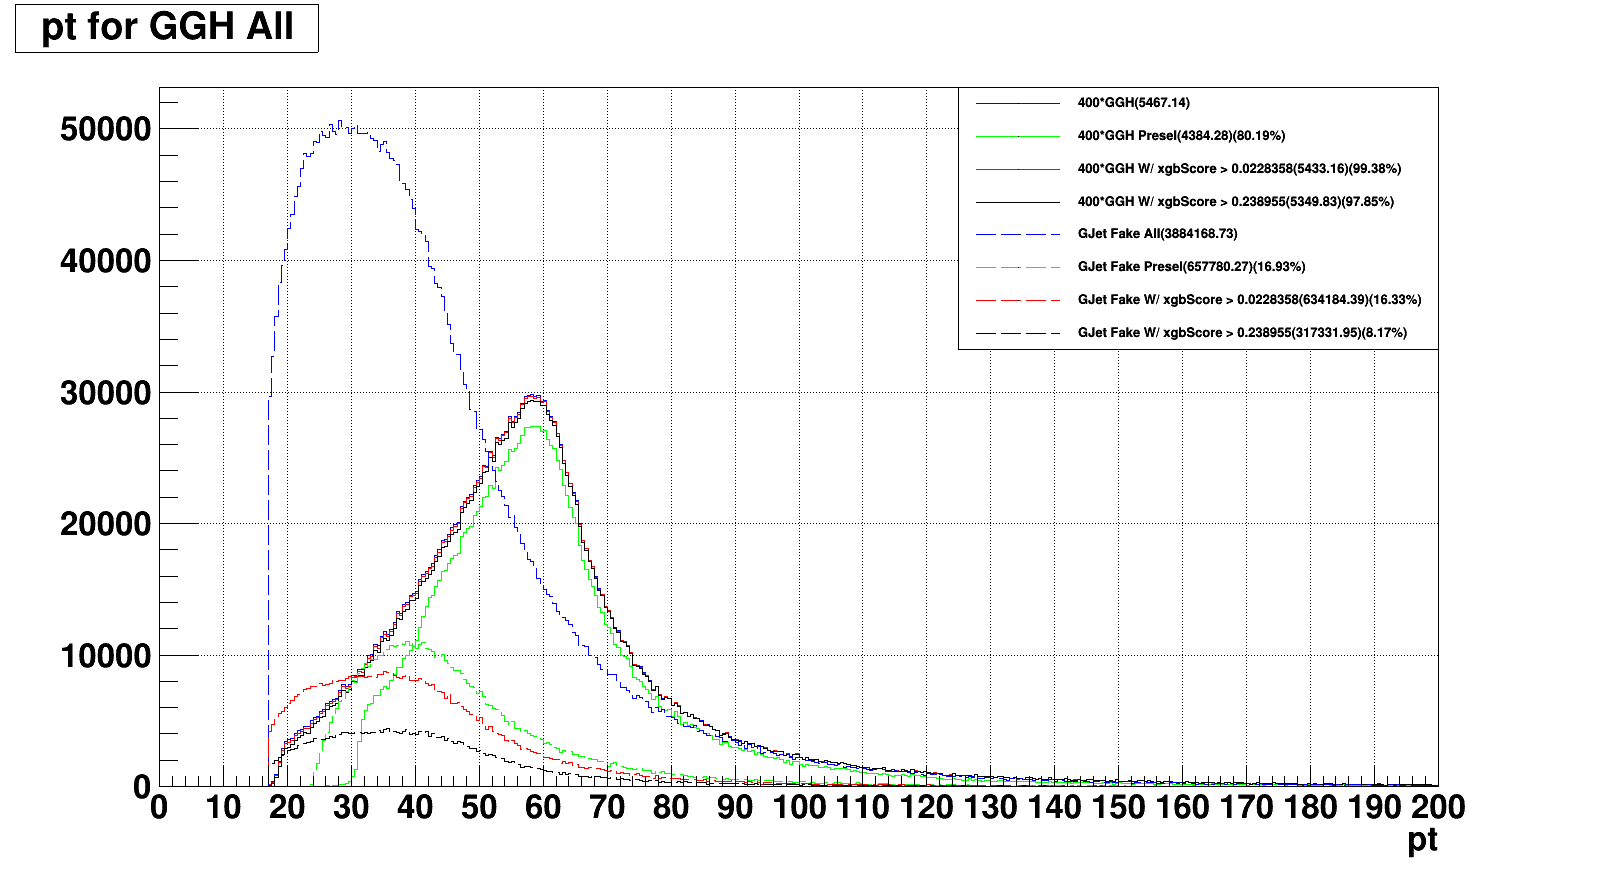 pt for GGH All
400*GGH(5467.14)
400*GGH Presel(4384.28)(80.19%)
400*GGH W/ xgbScore > 0.0228358(5433.16)(99.38%)
400*GGH W/ xgbScore > 0.238955(5349.83)(97.85%)
GJet Fake All(3884168.73)
GJet Fake Presel(657780.27)(16.93%)
GJet Fake W/ xgbScore > 0.0228358(634184.39)(16.33%)
GJet Fake W/ xgbScore > 0.238955(317331.95)(8.17%)
50000
40000
30000
20000
10000
0
0 10 20 30 40 50 60 70 80 90 100 110 120 130 140 150 160 170 180 190 200
pt